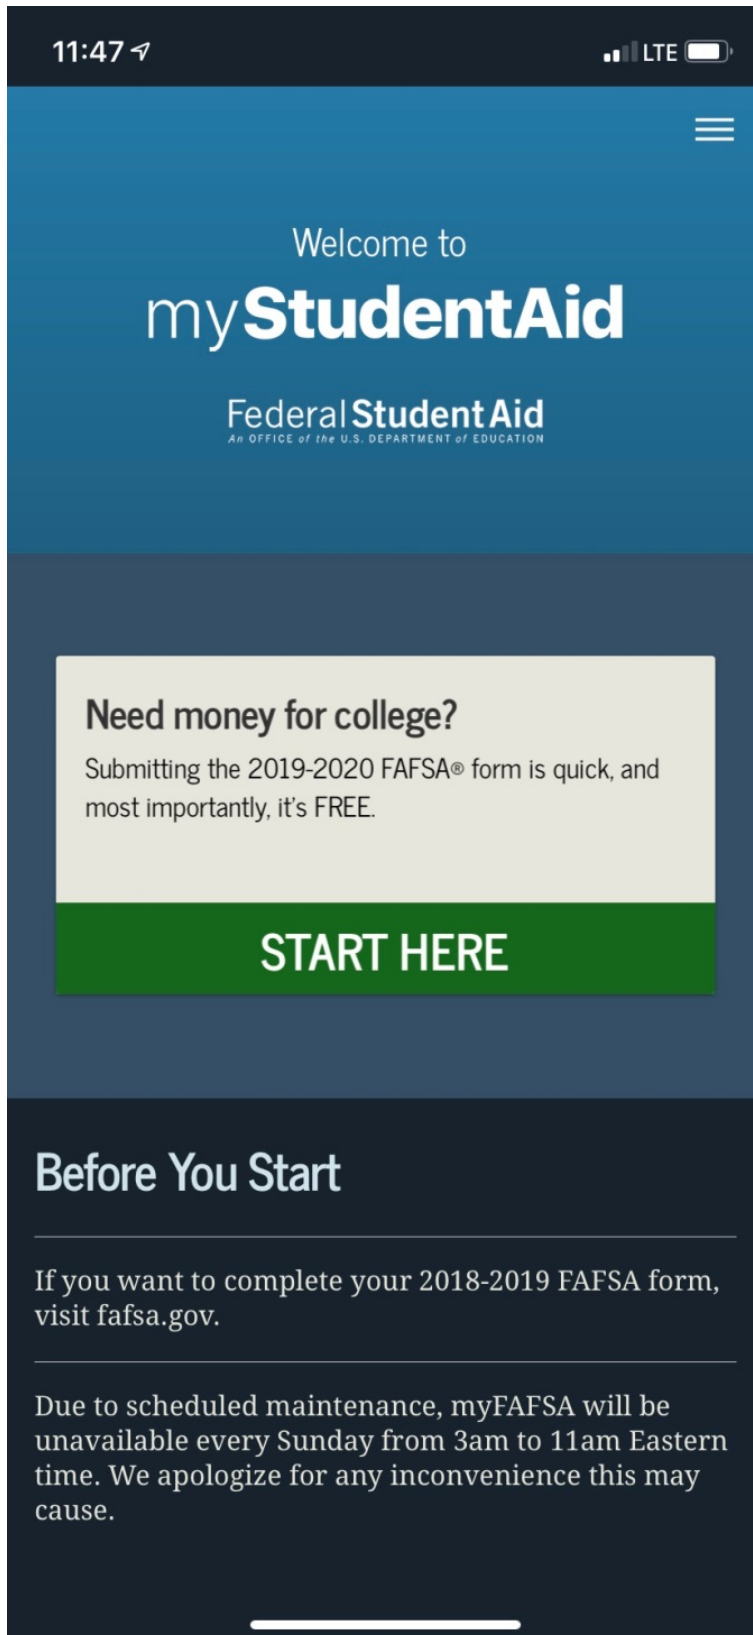 11:47
LTE
Welcome to
myStudentAid
Federal Student Aid
An OFFICE of the U.S. DEPARTMENT of EDUCATION
Need money for college?
Submitting the 2019-2020 FAFSA® form is quick, and
most importantly, it's FREE.
START HERE
Before You Start
If you want to complete your 2018-2019 FAFSA form,
visit fafsa.gov.
Due to scheduled maintenance, myFAFSA will be
unavailable every Sunday from 3am to 11am Eastern
time. We apologize for any inconvenience this may
cause.